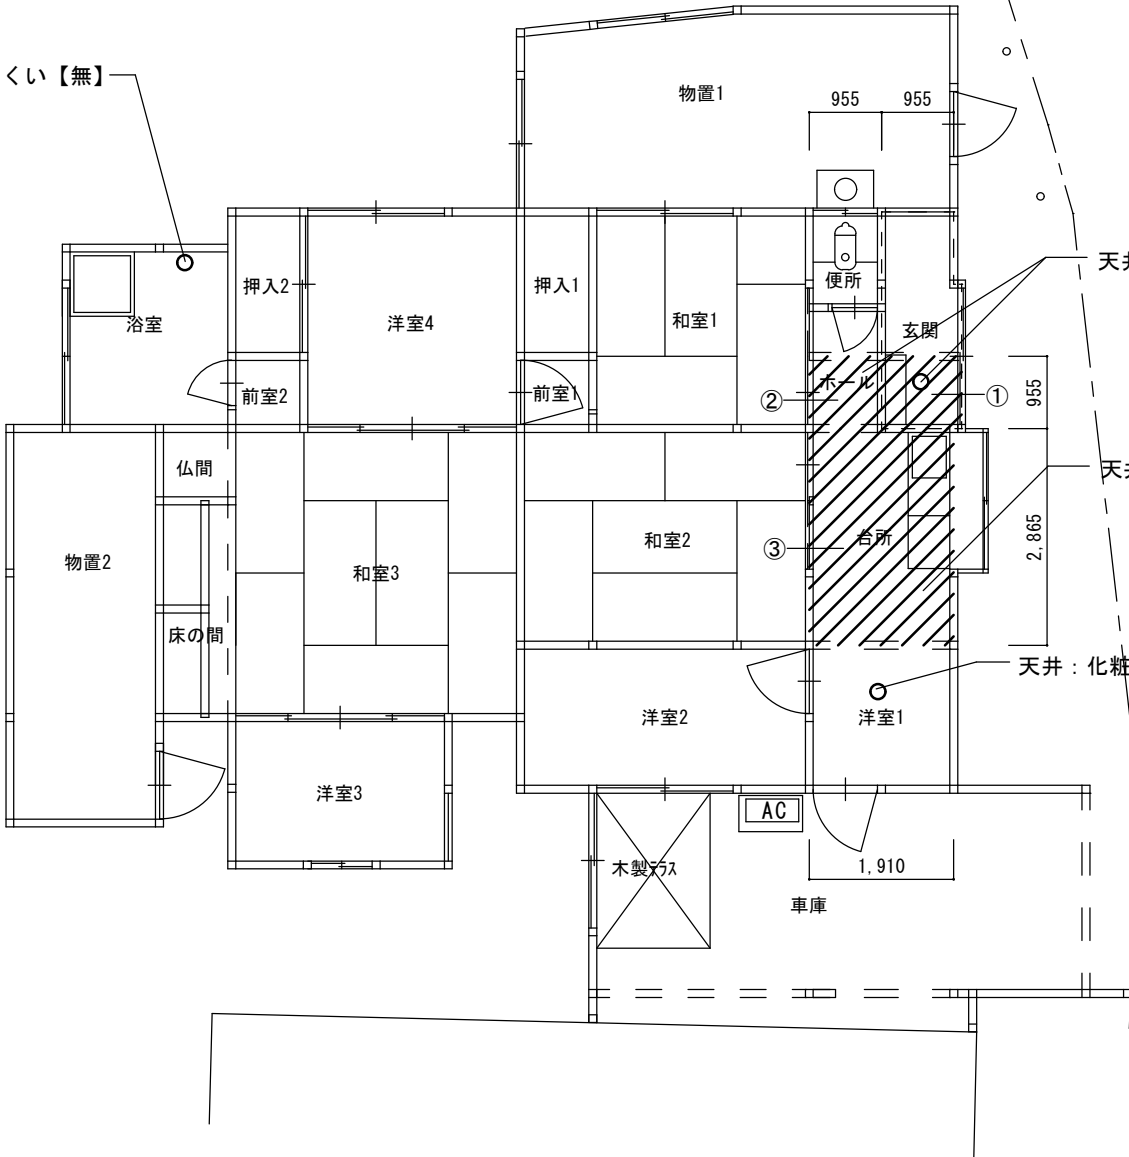 くい【無】
物置1
955
955
天井
押入2
押入1
便所
浴室
洋室4
和室1
玄関
ホール
前室2
前室1
②
①
955
天井
仏間
物置2
和室3
和室2
台所
③
2,865
床の間
天井：化粧
洋室2
洋室1
洋室3
AC
木製ﾃﾗｽ
1,910
車庫